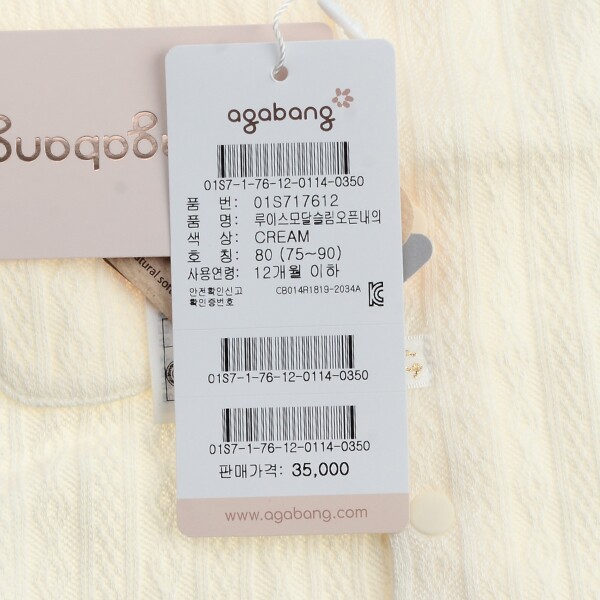 agabang
agabang
01S7-1-76-12-0114-0350
품 번: 01S717612
품 명: 루이스모달슬림오픈내의
색 상: CREAM
호 칭: 80 (75~90)
사용연령: 12개월 이하
안전확인신고
확인증번호 CB014R1819-2034A
01S7-1-76-12-0114-0350
01S7-1-76-12-0114-0350
판매가격: 35,000
www.agabang.com